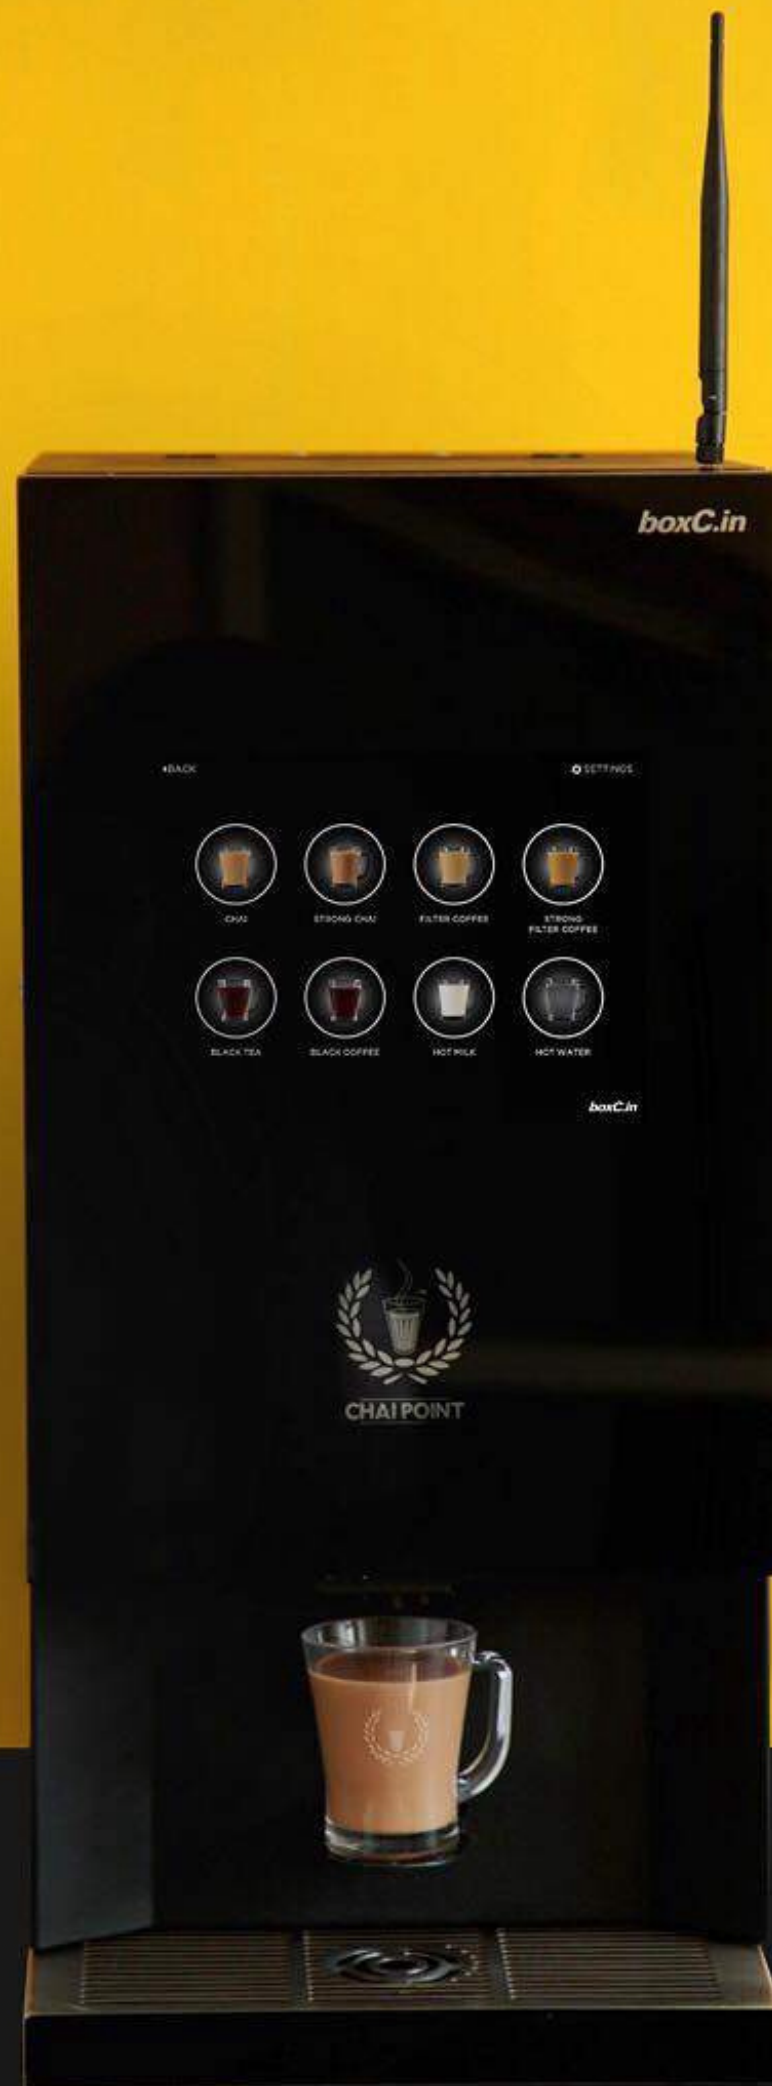 boxC.in
BACK
SETTINGS
CHAI
STRONG CHAI
FILTER COFFEE
STRONG
FILTER COFFEE
BLACK TEA
BLACK COFFEE
HOT MILK
HOT WATER
boxC.in
CHAI POINT